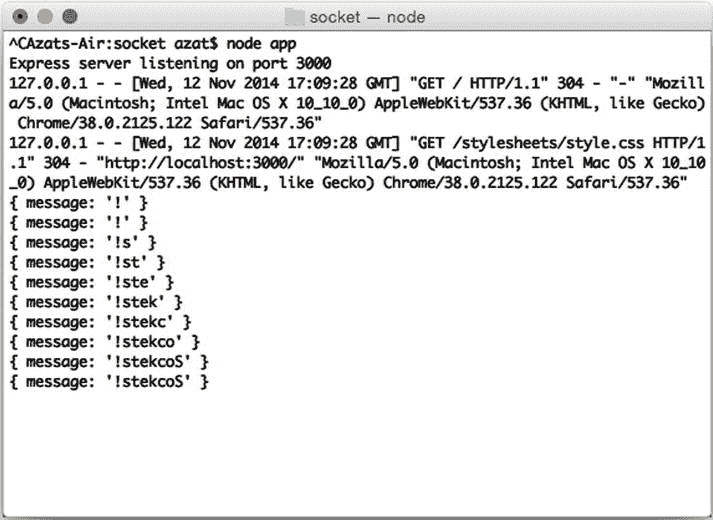 socket — node
^CAzats-Air:socket azat$ node app
Express server listening on port 3000
127.0.0.1 - - [Wed, 12 Nov 2014 17:09:28 GMT] "GET / HTTP/1.1" 304 - "-" "Mozill
a/5.0 (Macintosh; Intel Mac OS X 10_10_0) AppleWebKit/537.36 (KHTML, like Gecko)
 Chrome/38.0.2125.122 Safari/537.36"
127.0.0.1 - - [Wed, 12 Nov 2014 17:09:28 GMT] "GET /stylesheets/style.css HTTP/1
.1" 304 - "http://localhost:3000/" "Mozilla/5.0 (Macintosh; Intel Mac OS X 10_10
_0) AppleWebKit/537.36 (KHTML, like Gecko) Chrome/38.0.2125.122 Safari/537.36"
{ message: '!' }
{ message: '!' }
{ message: '!s' }
{ message: '!st' }
{ message: '!ste' }
{ message: '!stek' }
{ message: '!stekc' }
{ message: '!stekco' }
{ message: '!stekcoS' }
{ message: '!stekcoS' }